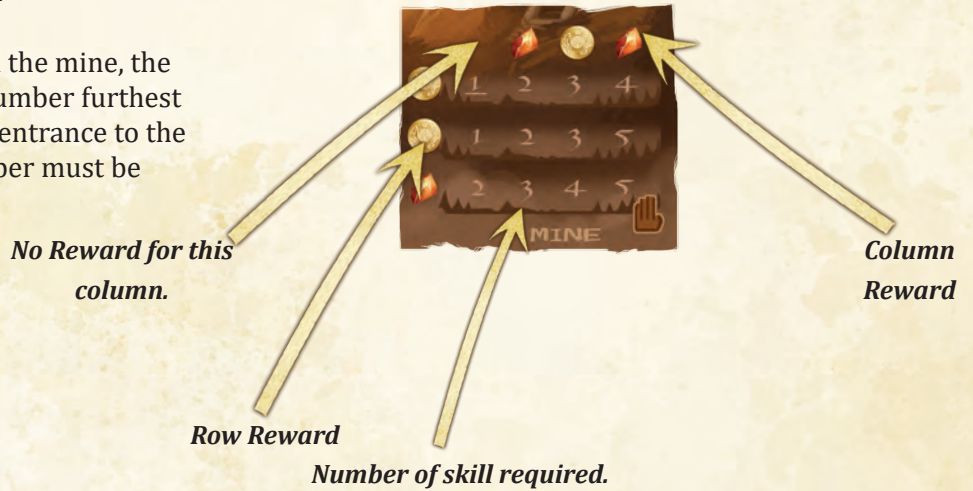 the mine, the
umber furthest
entrance to the
ber must be
1 2 3 4
1 2 3 5
2 3 4 5
MINE
No Reward for this
column.
Column
Reward
Row Reward
Number of skill required.